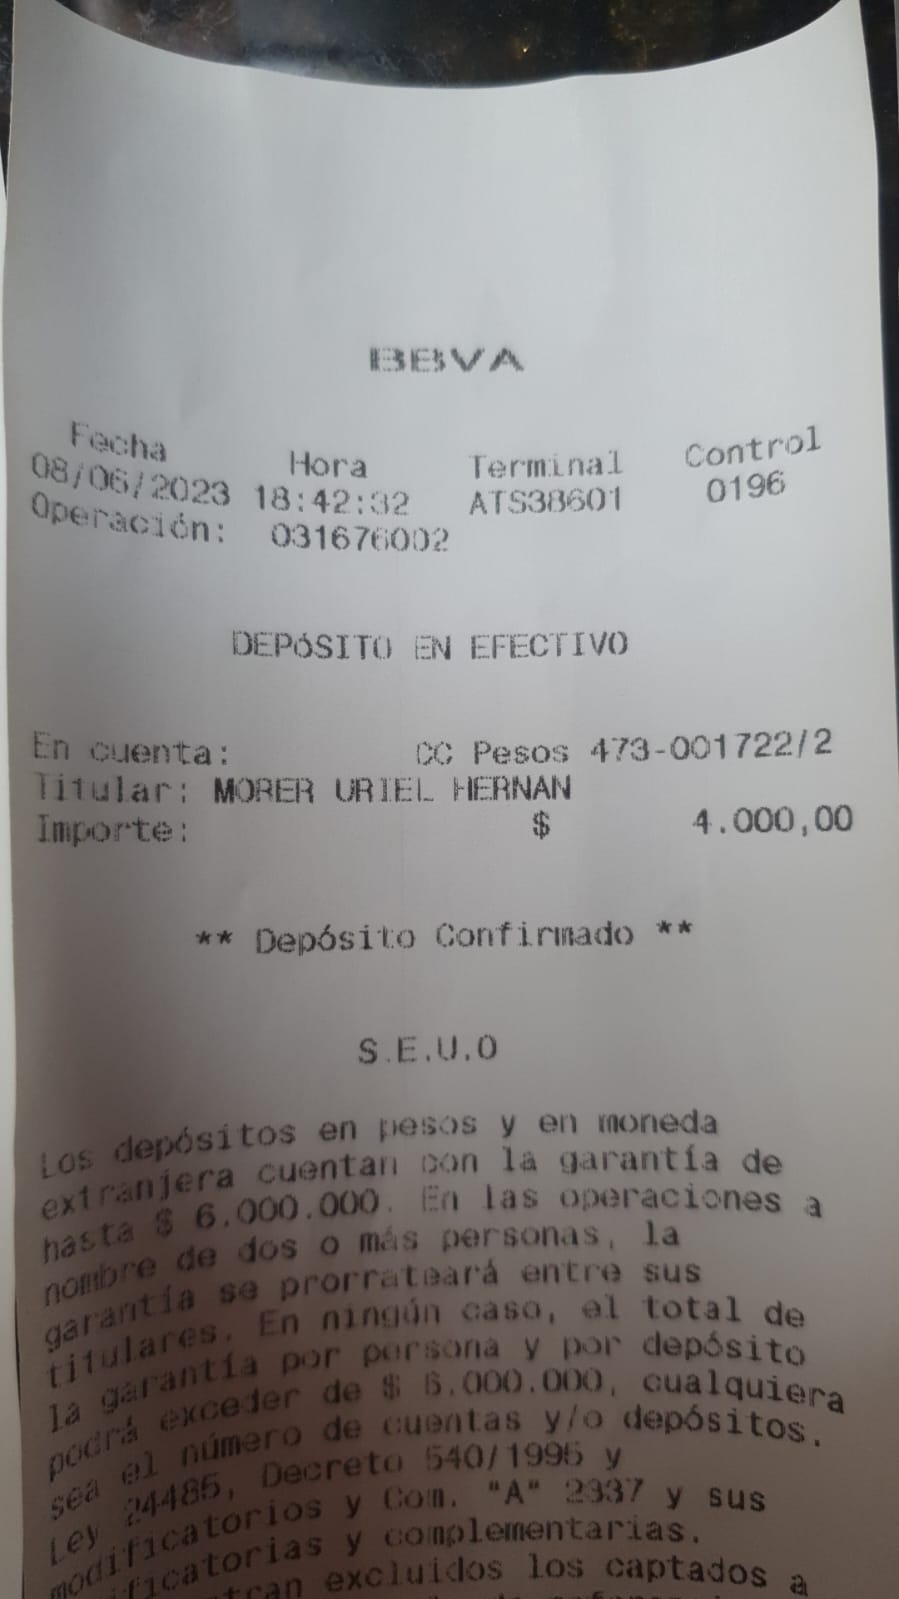 BBVA
Fecha Hora Terminal Control
08/06/2023 18:42:32 ATS38601 0196
Operación: 031676002
DEPóSITO EN EFECTIVO
En cuenta: CC Pesos 473-001722/2
Titular: MORER URIEL HERNAN
Importe: $ 4.000,00
** Depósito Confirmado **
S.E.U.O
Los depósitos en pesos y en moneda
extranjera cuentan con la garantía de
hasta $ 6.000.000. En las operaciones a
nombre de dos o más personas, la
garantía se prorrateará entre sus
titulares. En ningún caso, el total de
la garantía por persona y por depósito
podrá exceder de $ 6.000.000, cualquiera
sea el número de cuentas y/o depósitos.
Ley 24485, Decreto 540/1995 y
modificatorios y Com. "A" 2337 y sus
ificatorias y complementarias.
tran excluidos los captados a